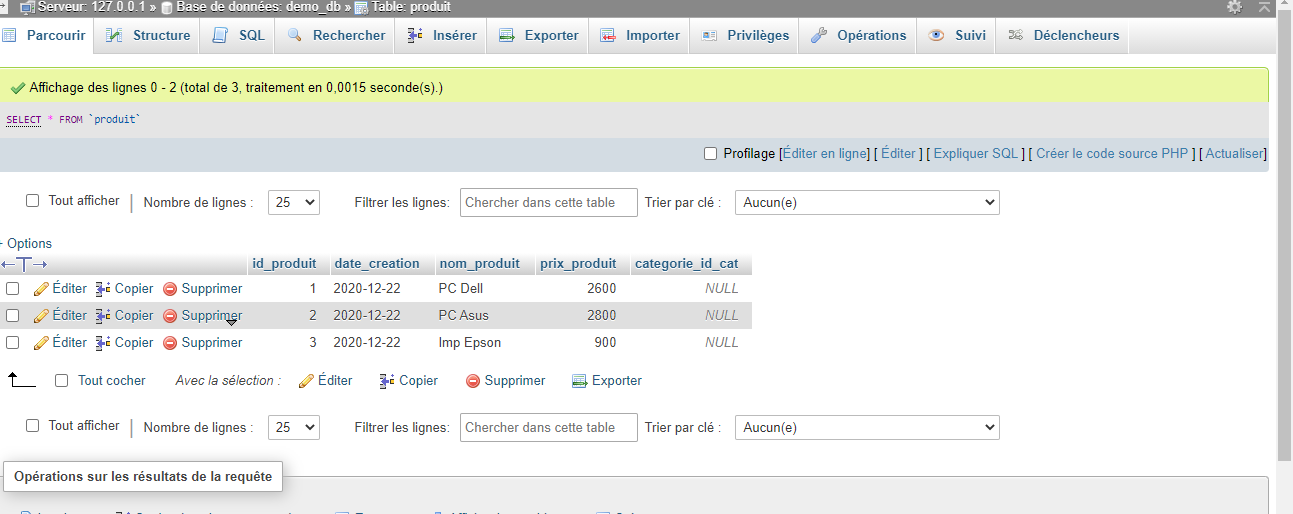 Serveur: 127.0.0.1 » Base de données: demo_db » Table: produit
Parcourir Structure SQL Rechercher Insérer Exporter Importer Privilèges Opérations Suivi Déclencheurs
Affichage des lignes 0 - 2 (total de 3, traitement en 0,0015 seconde(s).)
SELECT * FROM `produit`
Profilage [Éditer en ligne] [ Éditer ] [ Expliquer SQL ] [ Créer le code source PHP ] [ Actualiser]
Tout afficher | Nombre de lignes : 25 Filtrer les lignes: Chercher dans cette table Trier par clé : Aucun(e)
+ Options
←T→ id_produit date_creation nom_produit prix_produit categorie_id_cat
Éditer Copier Supprimer 1 2020-12-22 PC Dell 2600 NULL
Éditer Copier Supprimer 2 2020-12-22 PC Asus 2800 NULL
Éditer Copier Supprimer 3 2020-12-22 Imp Epson 900 NULL
Tout cocher Avec la sélection : Éditer Copier Supprimer Exporter
Tout afficher | Nombre de lignes : 25 Filtrer les lignes: Chercher dans cette table Trier par clé : Aucun(e)
Opérations sur les résultats de la requête